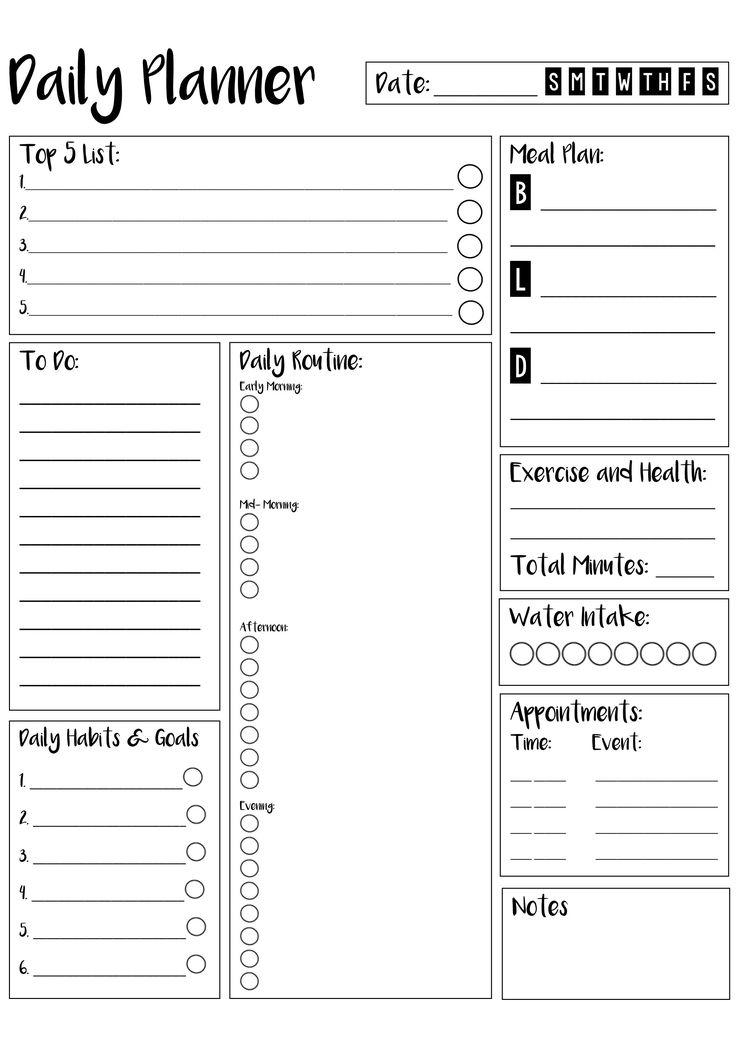 Daily Planner
Date: S M T W TH F S
Top 5 List:
1.
2.
3.
4.
5.
Meal Plan:
B
L
D
To Do:
Daily Routine:
Early Morning:
Mid- Morning:
Afternoon:
Evening:
Exercise and Health:
Total Minutes:
Water Intake:
Appointments:
Time: Event:
Daily Habits & Goals
1.
2.
3.
4.
5.
6.
Notes